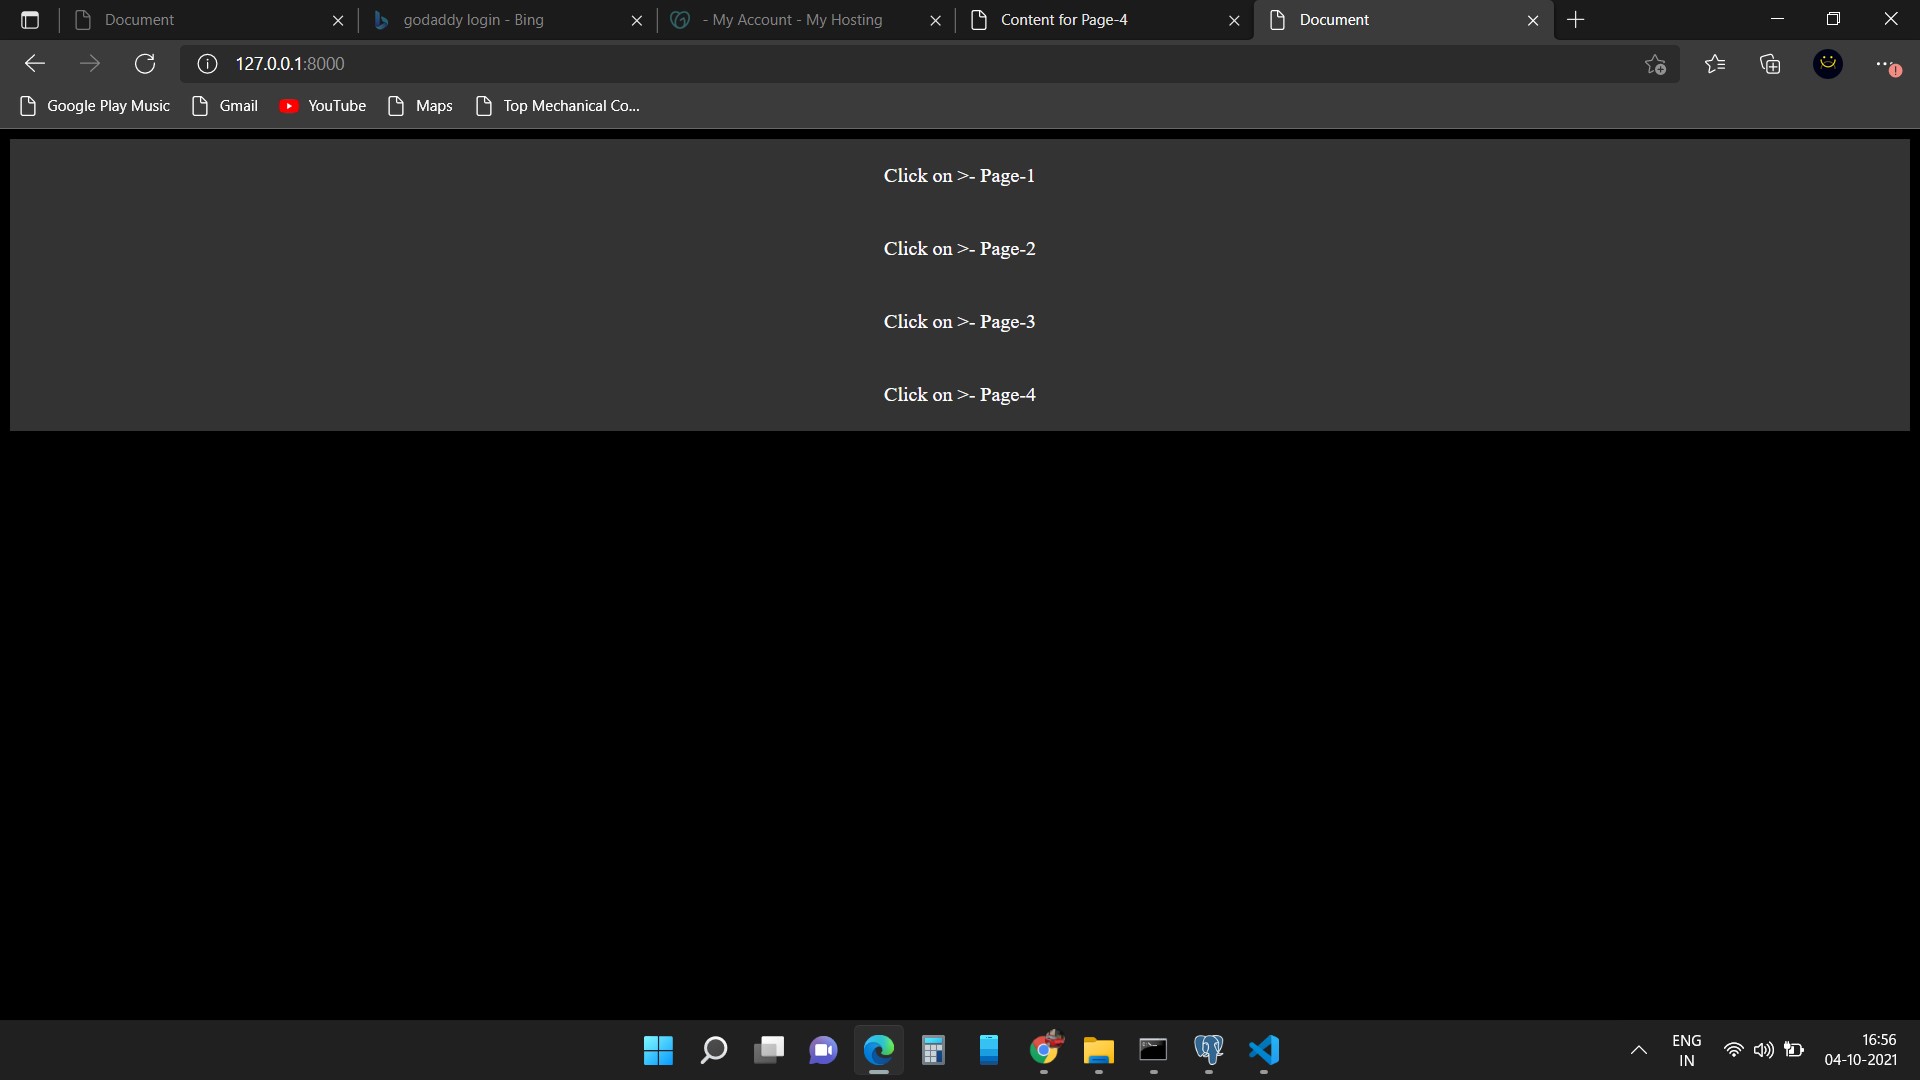 Document
godaddy login - Bing
- My Account - My Hosting
Content for Page-4
Document
127.0.0.1:8000
Google Play Music
Gmail
YouTube
Maps
Top Mechanical Co...
Click on >- Page-1
Click on >- Page-2
Click on >- Page-3
Click on >- Page-4
ENG
IN
16:56
04-10-2021